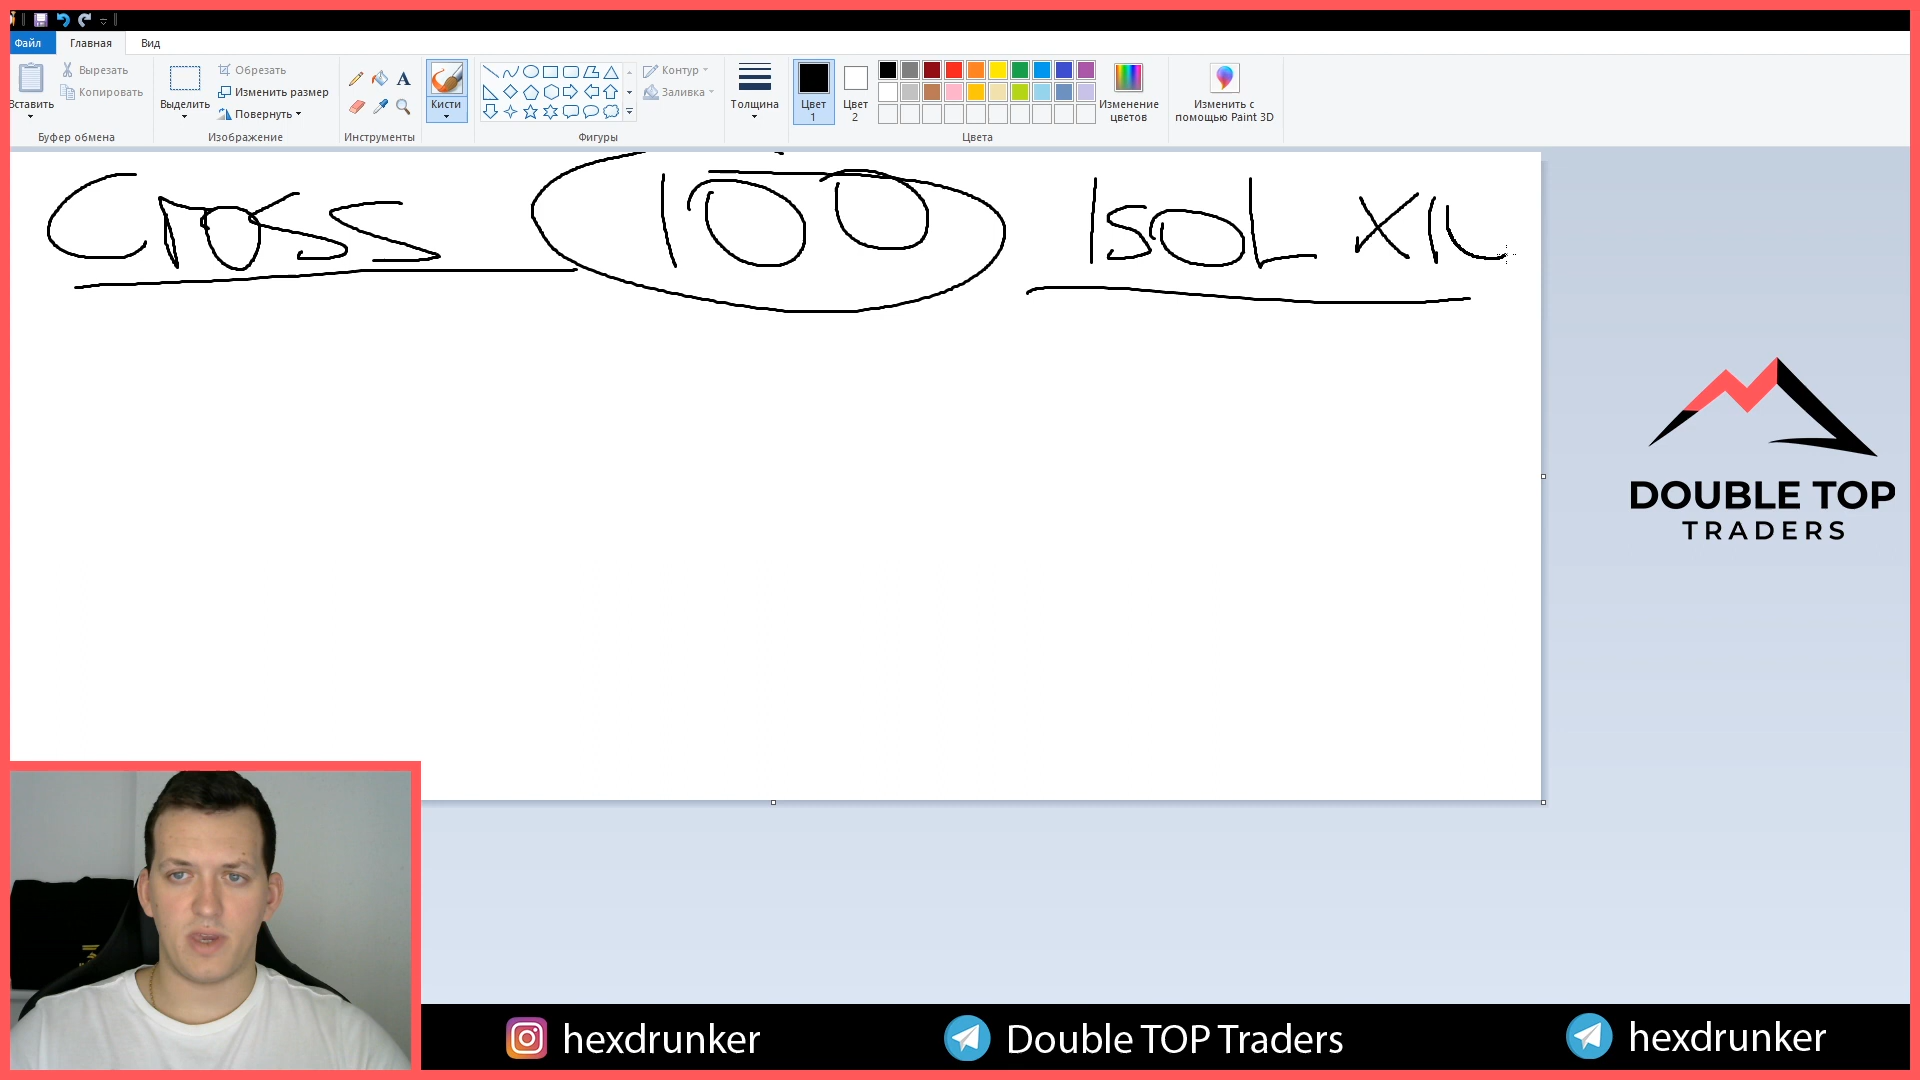 Файл Главная Вид
Вставить
Вырезать
Копировать
Буфер обмена
Выделить
Обрезать
Изменить размер
Повернуть
Изображение
Инструменты
Кисти
Фигуры
Контур
Заливка
Толщина
Цвет 1
Цвет 2
Цвета
Изменение цветов
Изменить с помощью Paint 3D
Cross 100 ISOL
DOUBLE TOP
TRADERS
hexdrunker Double TOP Traders hexdrunker